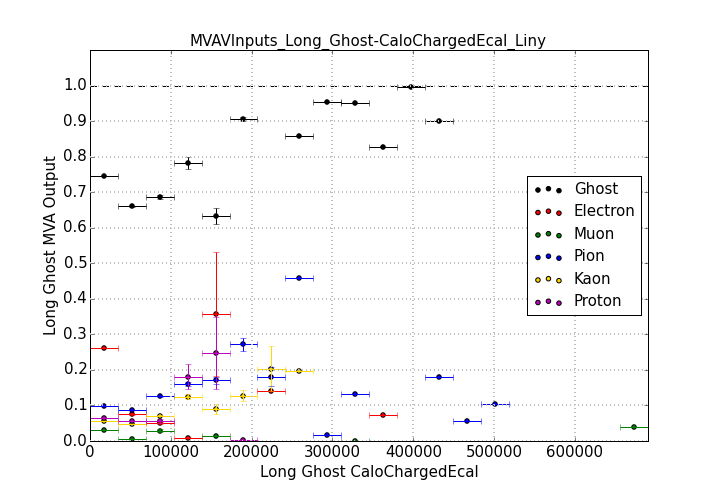 MVAVInputs_Long_Ghost-CaloChargedEcal_Liny
1.0
0.9
0.8
0.7
0.6
0.5
0.4
0.3
0.2
0.1
0.0
Long Ghost MVA Output
Ghost
Electron
Muon
Pion
Kaon
Proton
0 100000 200000 300000 400000 500000 600000
Long Ghost CaloChargedEcal